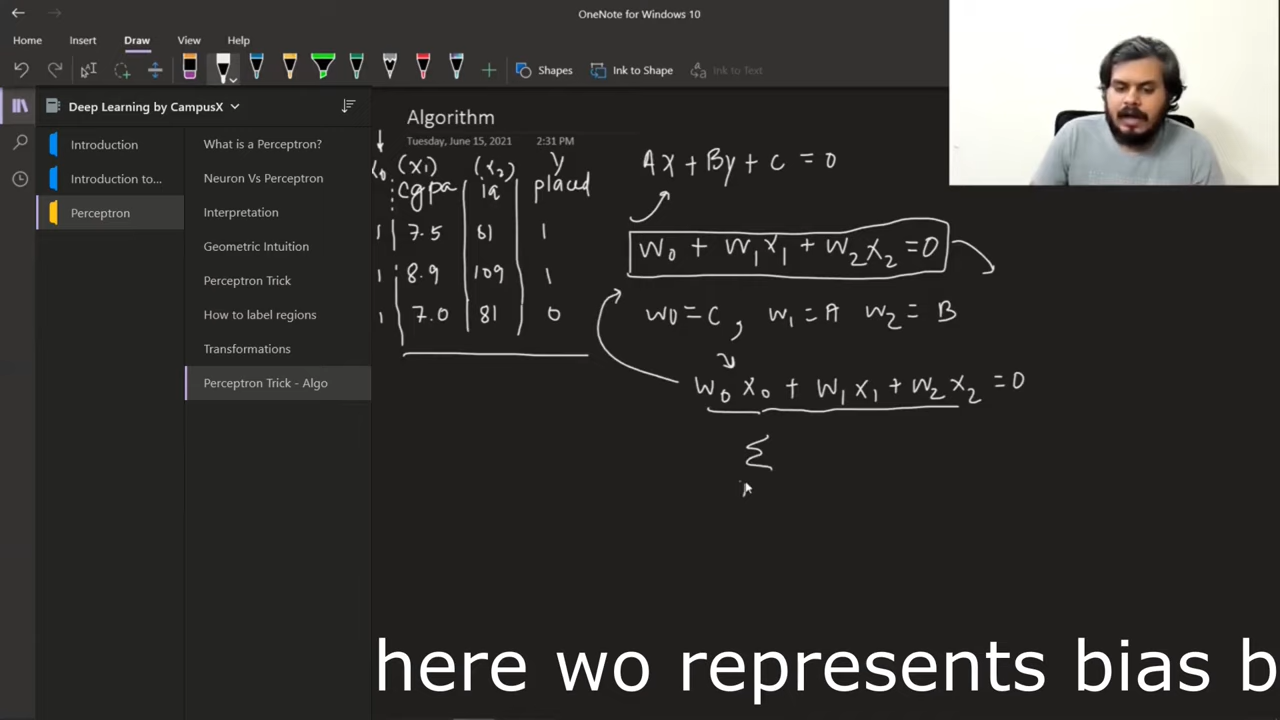 OneNote for Windows 10
Home Insert Draw View Help
Shapes Ink to Shape Ink to Text
Deep Learning by CampusX
Introduction
Introduction to...
Perceptron
What is a Perceptron?
Neuron Vs Perceptron
Interpretation
Geometric Intuition
Perceptron Trick
How to label regions
Transformations
Perceptron Trick - Algo
Algorithm
Tuesday, June 15, 2021 2:31 PM
x₀ (x₁) (x₂) y
cgpa iq placed
1 7.5 81 1
1 8.9 109 1
1 7.0 81 0
Ax + By + C = 0
W₀ + W₁X₁ + W₂X₂ = 0
W0 = C, W₁ = A W₂ = B
W₀X₀ + W₁X₁ + W₂X₂ = 0
Σ
here wo represents bias b